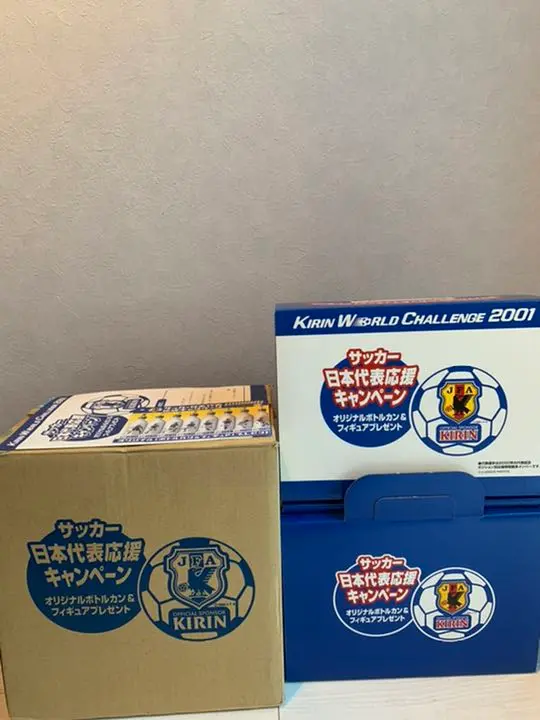 KIRIN WORLD CHALLENGE 2001
サッカー
日本代表応援
キャンペーン
オリジナルボトルカン&
フィギュアプレゼント
JFA
OFFICIAL SPONSOR
KIRIN
サッカー
日本代表応援
キャンペーン
オリジナルボトルカン&
フィギュアプレゼント
JFA
OFFICIAL SPONSOR
KIRIN
サッカー
日本代表応援
キャンペーン
オリジナルボトルカン&
フィギュアプレゼント
KIRIN